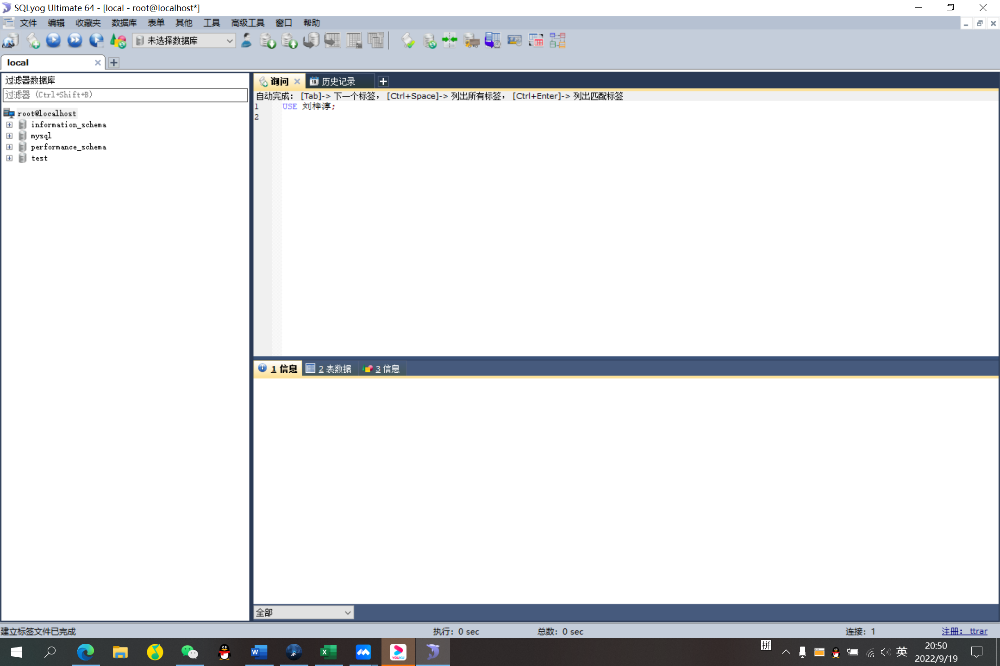 SQLyog Ultimate 64 - [local - root@localhost*]
文件 编辑 收藏夹 数据库 表单 其他 工具 高级工具 窗口 帮助
未选择数据库
local
过滤器数据库
过滤器 (Ctrl+Shift+B)
root@localhost
information_schema
mysql
performance_schema
test
询问 18 历史记录
自动完成: [Tab]-> 下一个标签, [Ctrl+Space]-> 列出所有标签, [Ctrl+Enter]-> 列出匹配标签
1 USE 刘梓淳;
2
1 信息 2 表数据 3 信息
全部
建立标签文件已完成 执行: 0 sec 总数: 0 sec 连接: 1 注册: ttrar
W X YOUKU 拼 英
20:50
2022/9/19